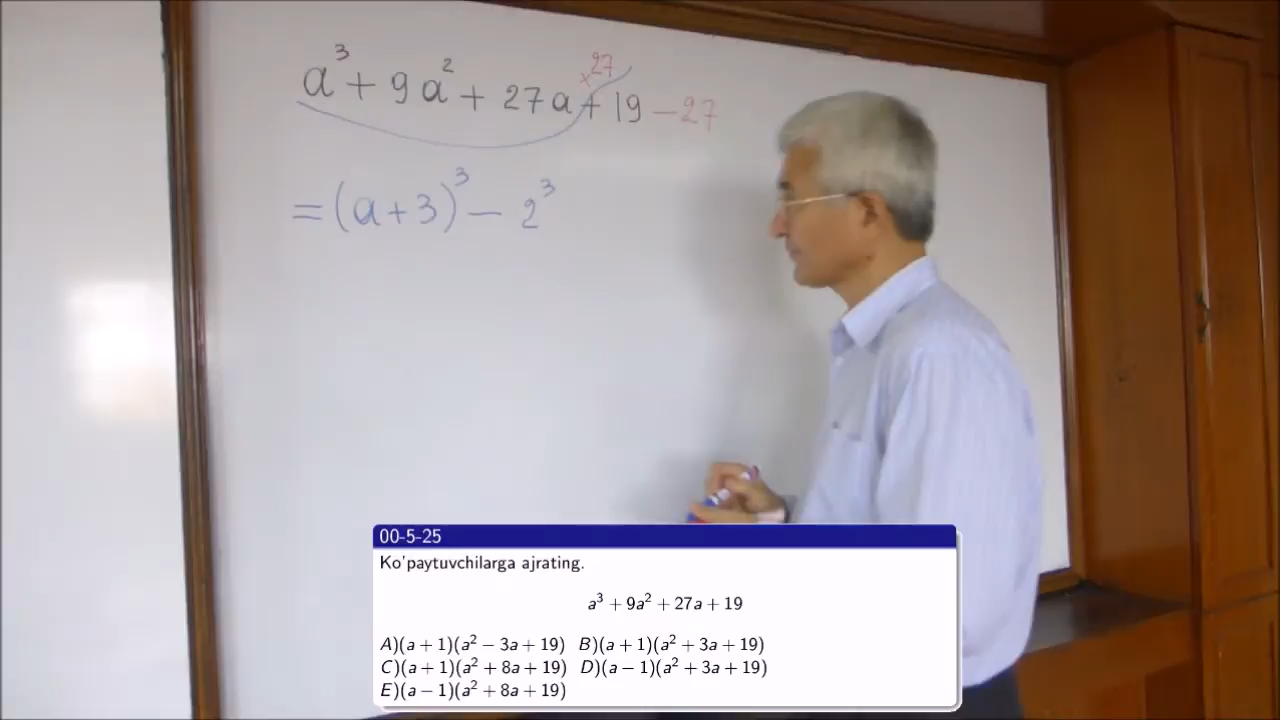 +27
a³ + 9a² + 27a + 19 − 27
= (a + 3)³ − 2³
00-5-25
Ko'paytuvchilarga ajrating.
a³ + 9a² + 27a + 19
A)(a + 1)(a² − 3a + 19) B)(a + 1)(a² + 3a + 19)
C)(a + 1)(a² + 8a + 19) D)(a − 1)(a² + 3a + 19)
E)(a − 1)(a² + 8a + 19)